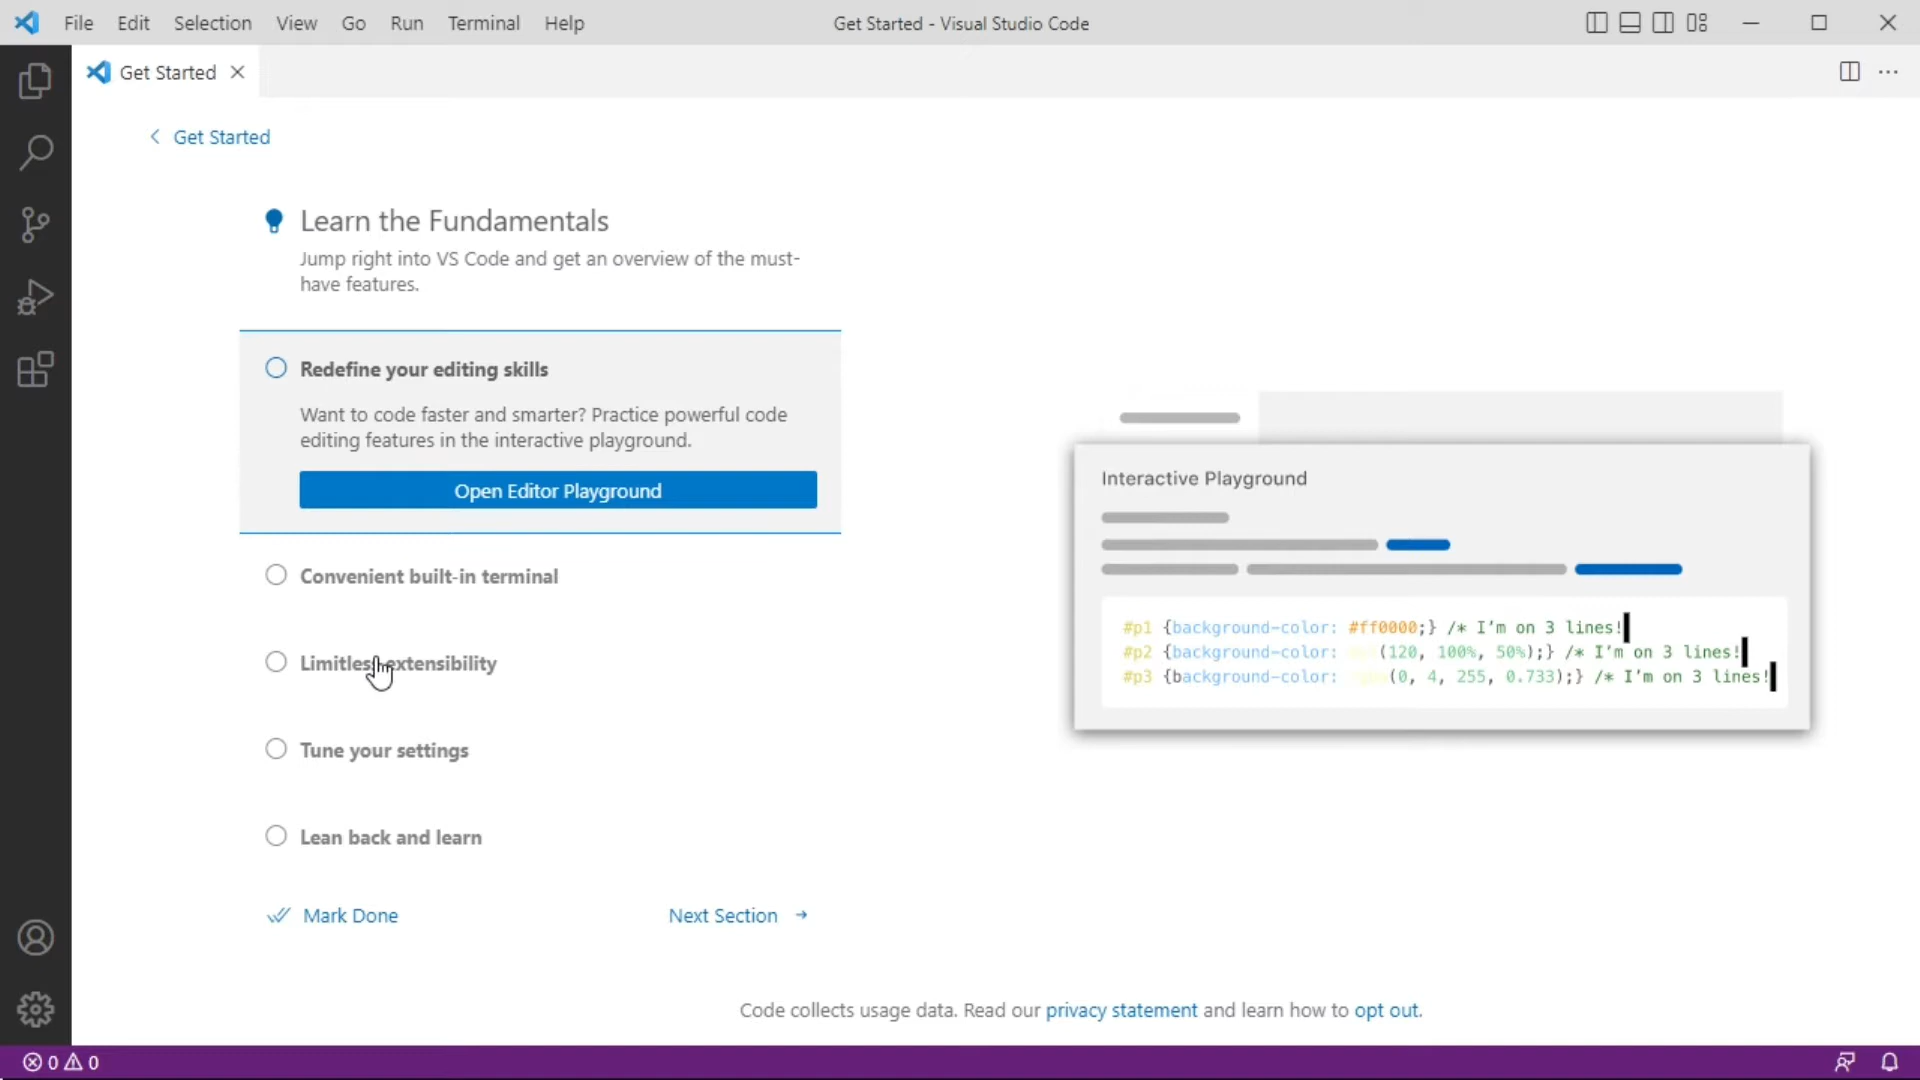 File Edit Selection View Go Run Terminal Help Get Started - Visual Studio Code
Get Started
Get Started
Learn the Fundamentals
Jump right into VS Code and get an overview of the must-
have features.
Redefine your editing skills
Want to code faster and smarter? Practice powerful code
editing features in the interactive playground.
Open Editor Playground
Convenient built-in terminal
Limitless extensibility
Tune your settings
Lean back and learn
Mark Done Next Section
Interactive Playground
#p1 {background-color: #ff0000;} /* I'm on 3 lines!
#p2 {background-color: (120, 100%, 50%);} /* I'm on 3 lines!
#p3 {background-color: (0, 4, 255, 0.733);} /* I'm on 3 lines!
Code collects usage data. Read our privacy statement and learn how to opt out.
0 0